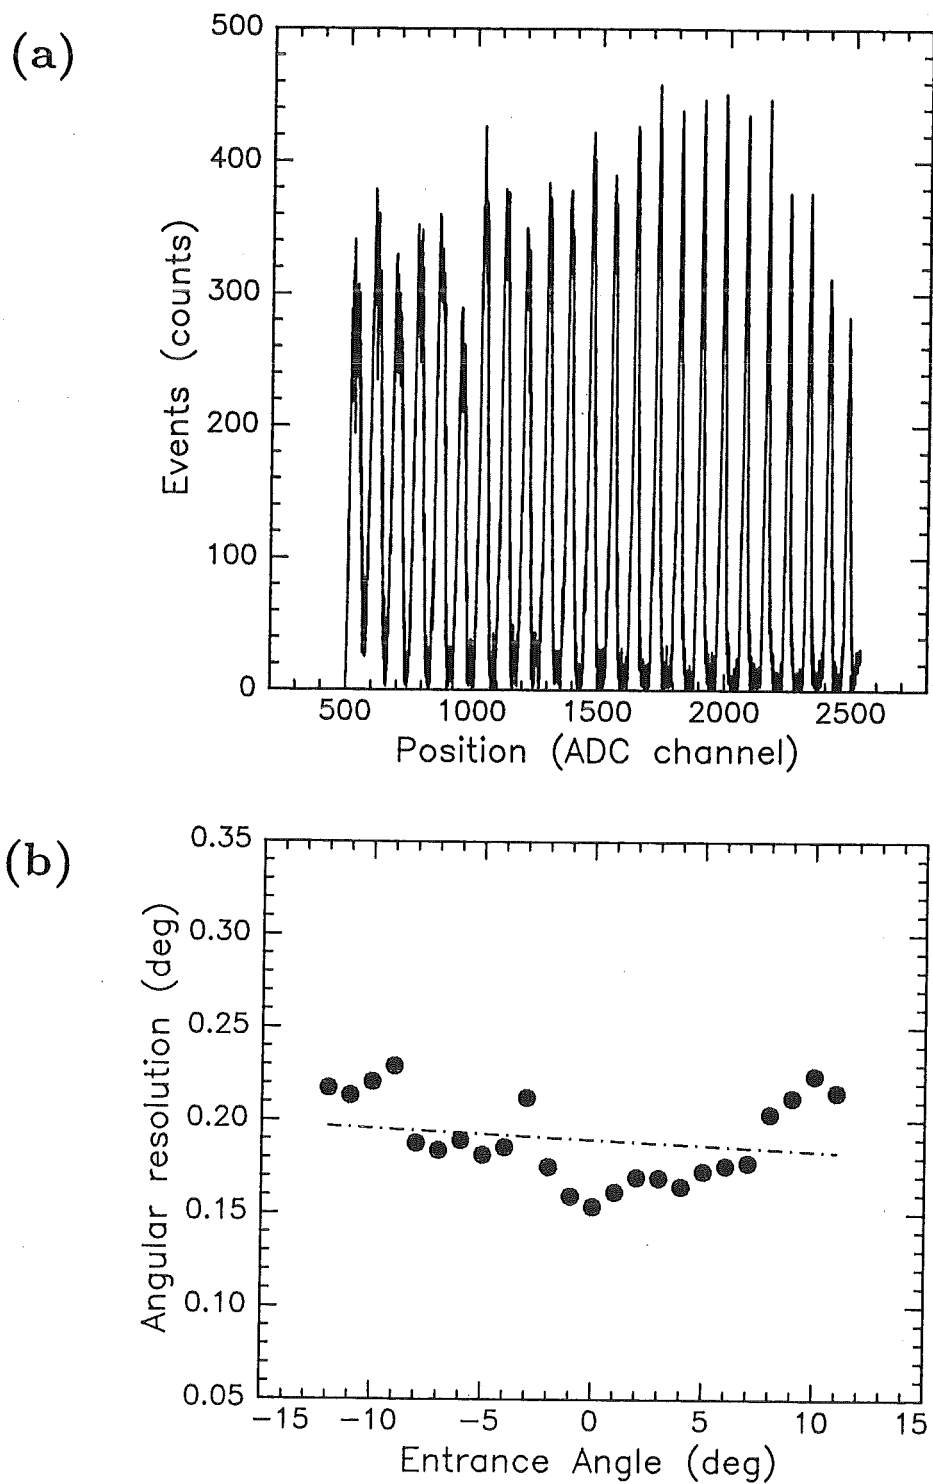 (a)
500
400
300
200
100
0
Events (counts)
500 1000 1500 2000 2500
Position (ADC channel)
(b)
0.35
0.30
0.25
0.20
0.15
0.10
0.05
Angular resolution (deg)
−15 −10 −5 0 5 10 15
Entrance Angle (deg)